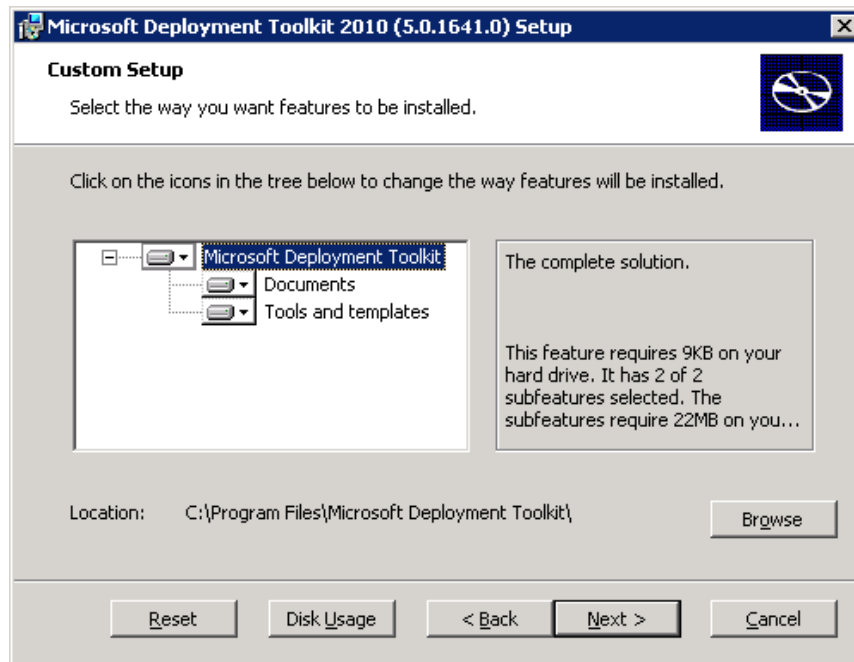 Microsoft Deployment Toolkit 2010 (5.0.1641.0) Setup
Custom Setup
Select the way you want features to be installed.
Click on the icons in the tree below to change the way features will be installed.
Microsoft Deployment Toolkit
Documents
Tools and templates
The complete solution.
This feature requires 9KB on your
hard drive. It has 2 of 2
subfeatures selected. The
subfeatures require 22MB on you...
Location: C:\Program Files\Microsoft Deployment Toolkit\
Browse
Reset Disk Usage < Back Next > Cancel